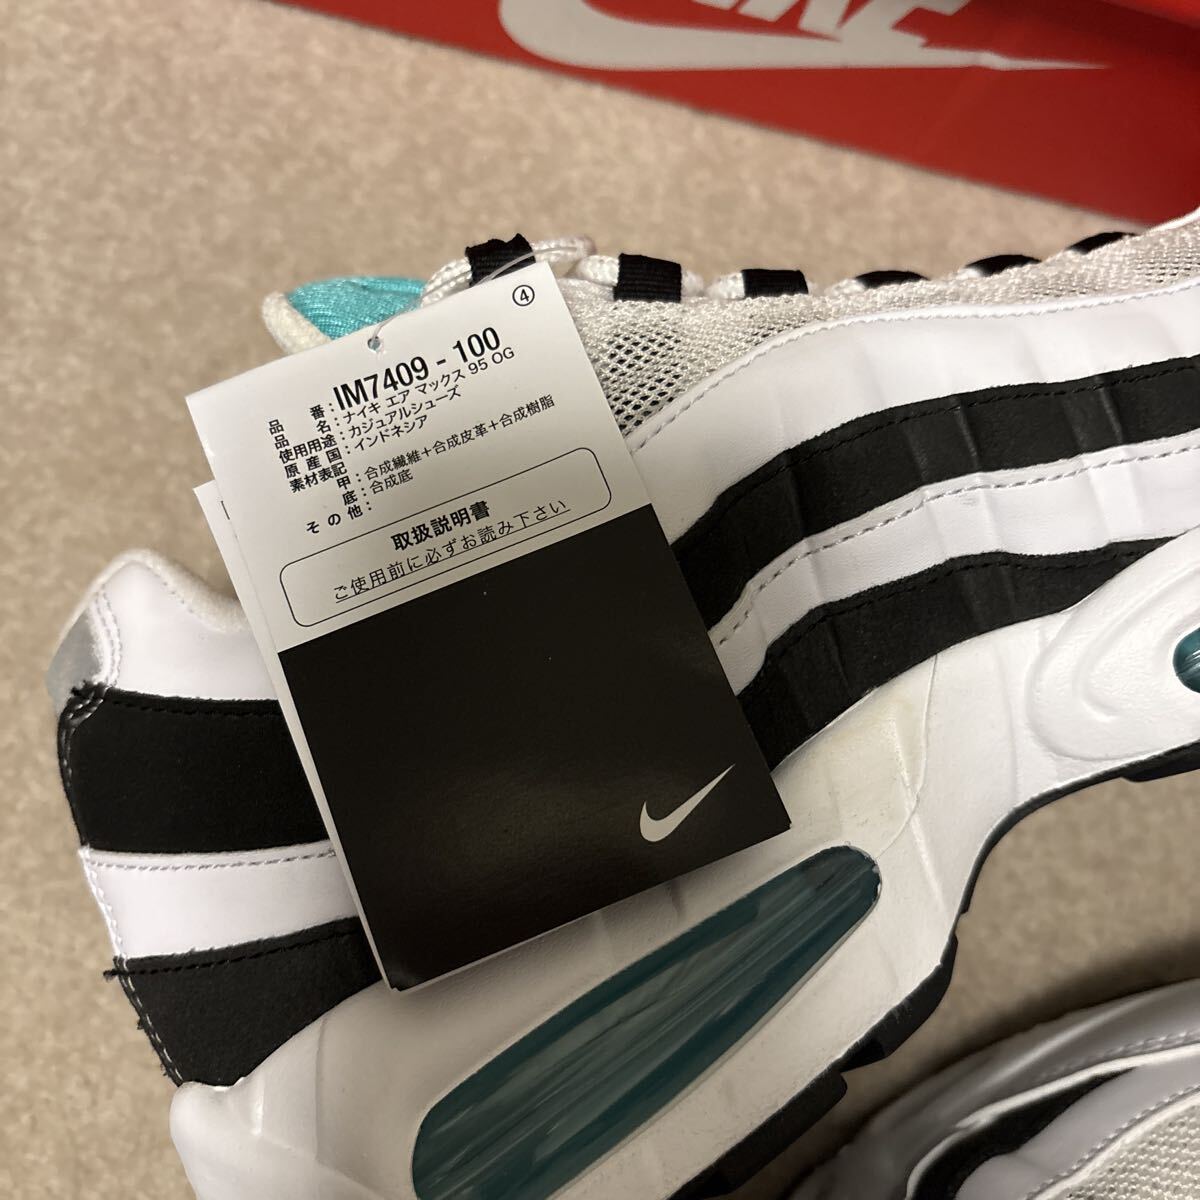 NIKE
④
品番：IM7409 - 100
品名：ナイキ エア マックス 95 OG
使用用途：カジュアルシューズ
原産国：インドネシア
素材表記
甲：合成繊維+合成皮革+合成樹脂
底：合成底
その他：
取扱説明書
ご使用前に必ずお読み下さい